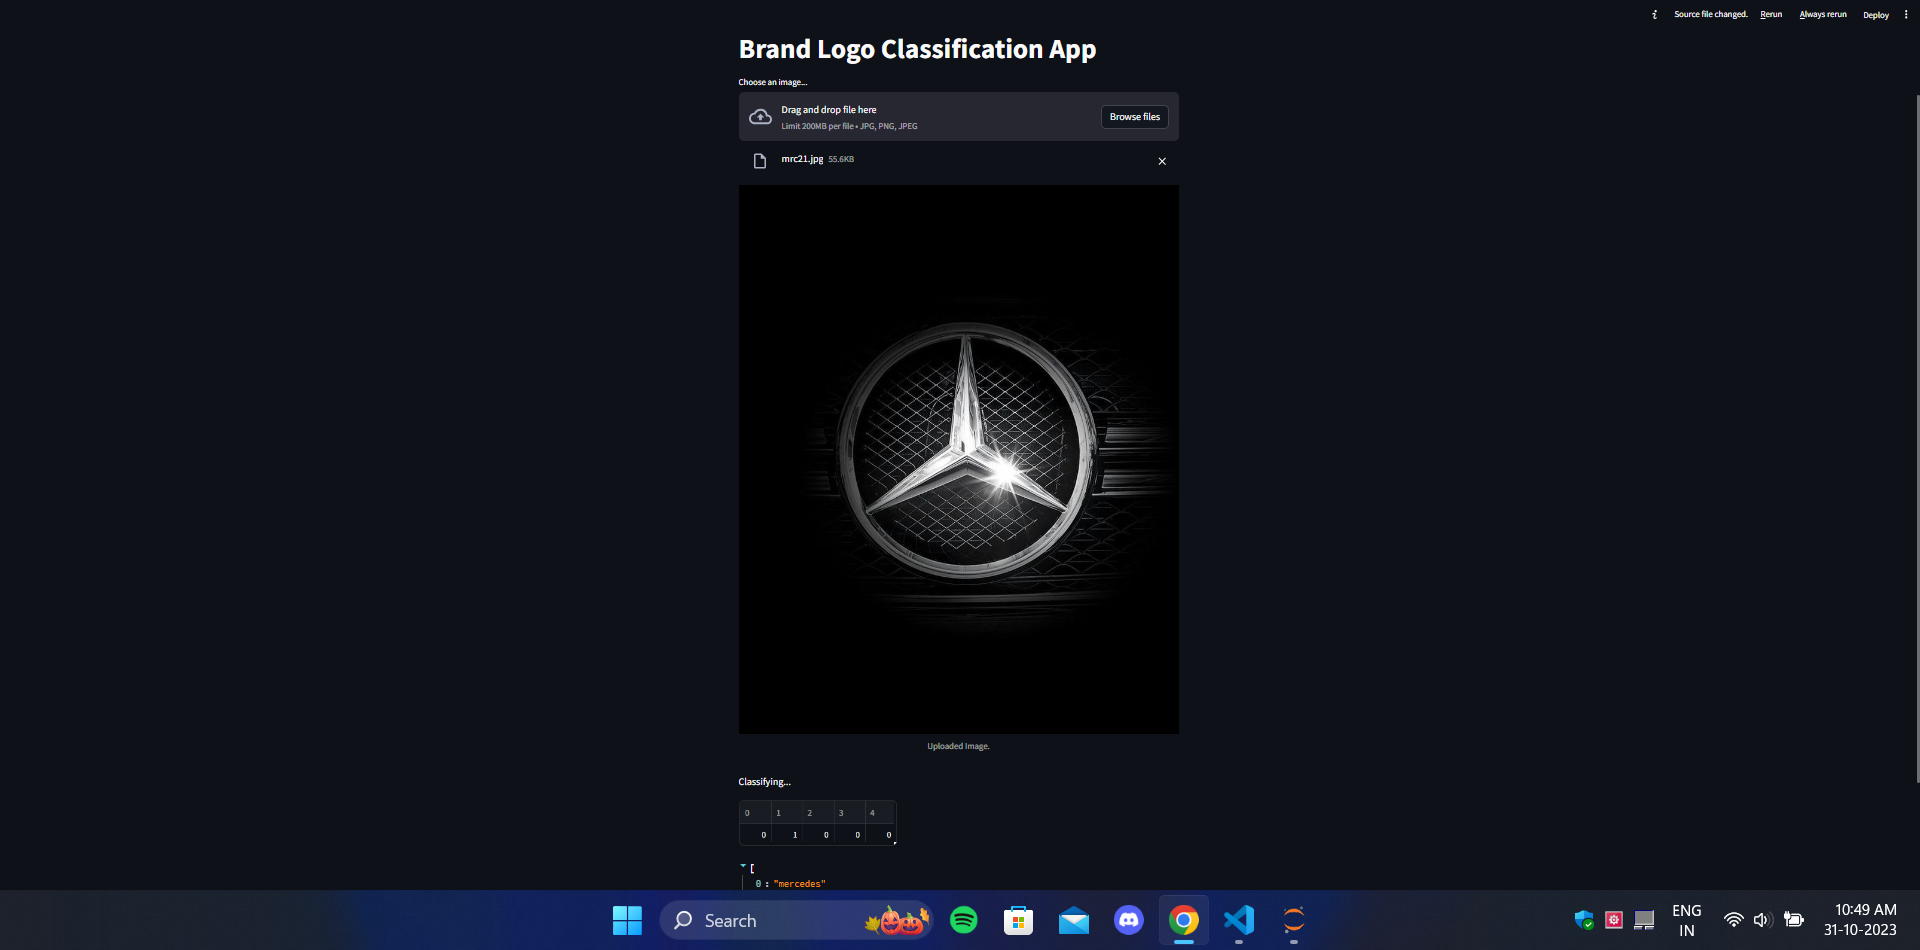 Source file changed. Rerun Always rerun Deploy
Brand Logo Classification App
Choose an image...
Drag and drop file here
Limit 200MB per file • JPG, PNG, JPEG
Browse files
mrc21.jpg 55.6KB
Uploaded Image.
Classifying...
0 1 2 3 4
0 1 0 0 0
[
0 : "mercedes"
Search
ENG
IN
10:49 AM
31-10-2023